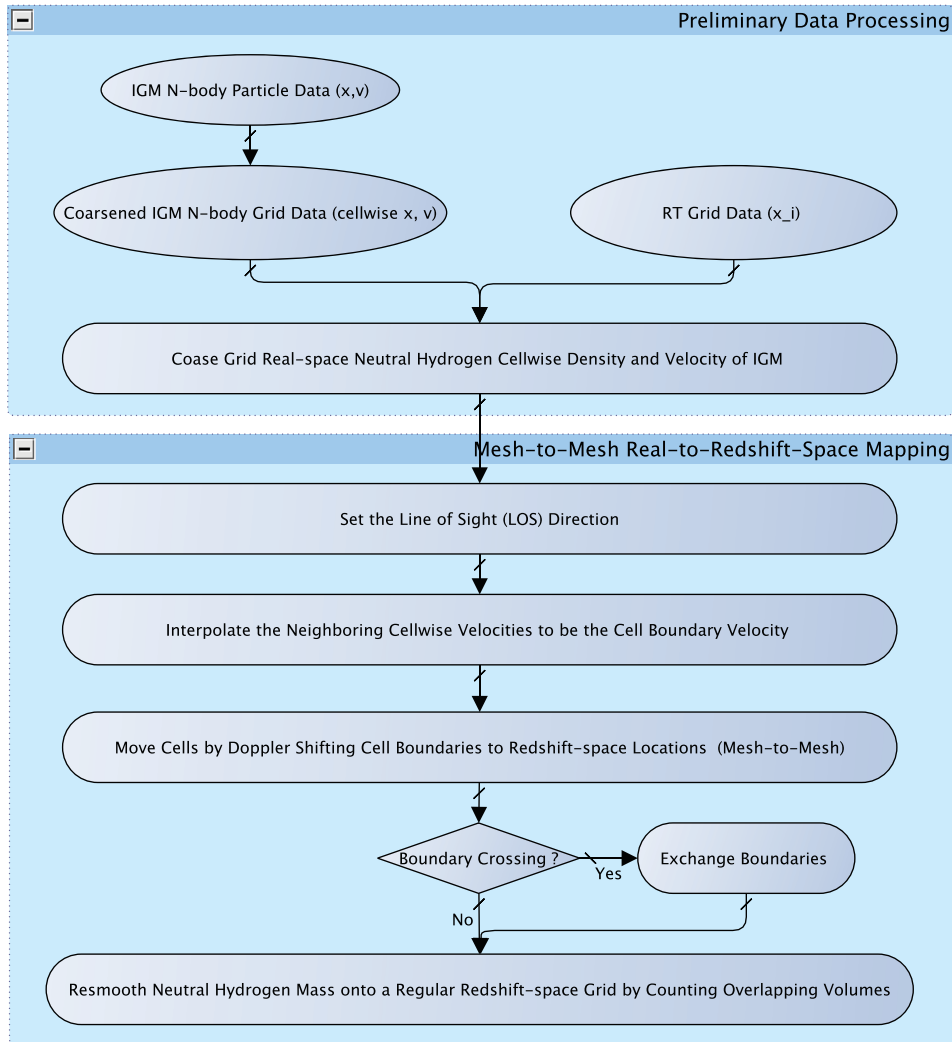 Preliminary Data Processing
IGM N-body Particle Data (x,v)
Coarsened IGM N-body Grid Data (cellwise x, v)
RT Grid Data (x_i)
Coase Grid Real-space Neutral Hydrogen Cellwise Density and Velocity of IGM
Mesh-to-Mesh Real-to-Redshift-Space Mapping
Set the Line of Sight (LOS) Direction
Interpolate the Neighboring Cellwise Velocities to be the Cell Boundary Velocity
Move Cells by Doppler Shifting Cell Boundaries to Redshift-space Locations (Mesh-to-Mesh)
Boundary Crossing ?
Yes
Exchange Boundaries
No
Resmooth Neutral Hydrogen Mass onto a Regular Redshift-space Grid by Counting Overlapping Volumes